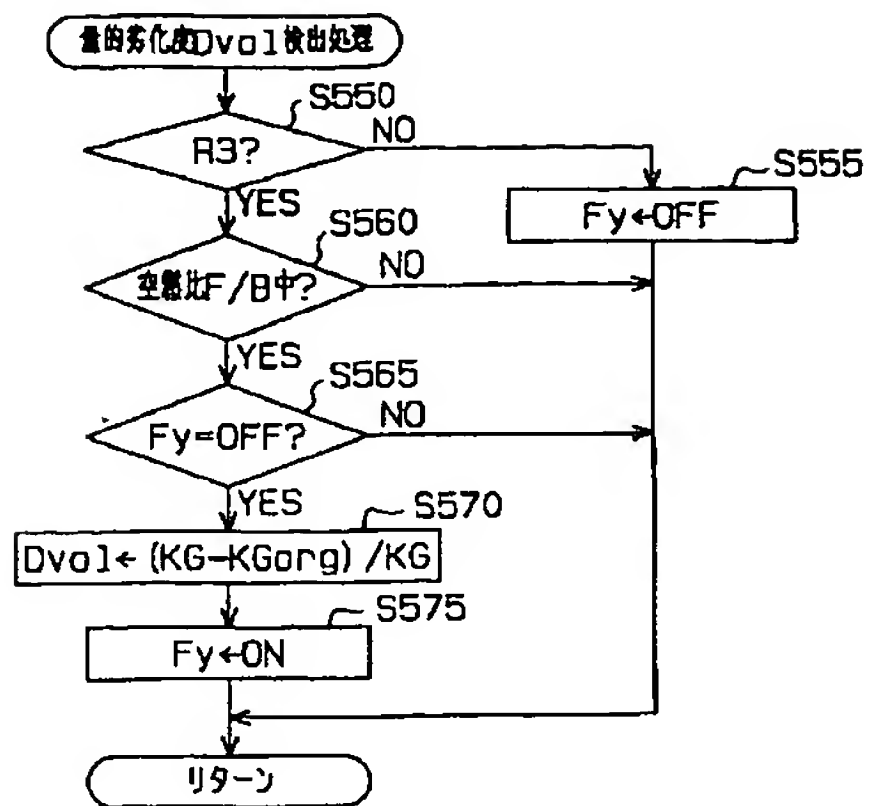 量的劣化度Dvol検出処理
S550
R3?
NO
YES
S555
Fy←OFF
S560
空燃比F/B中?
NO
YES
S565
Fy=OFF?
NO
YES
S570
Dvol←(KG-KGorg)/KG
S575
Fy←ON
リターン